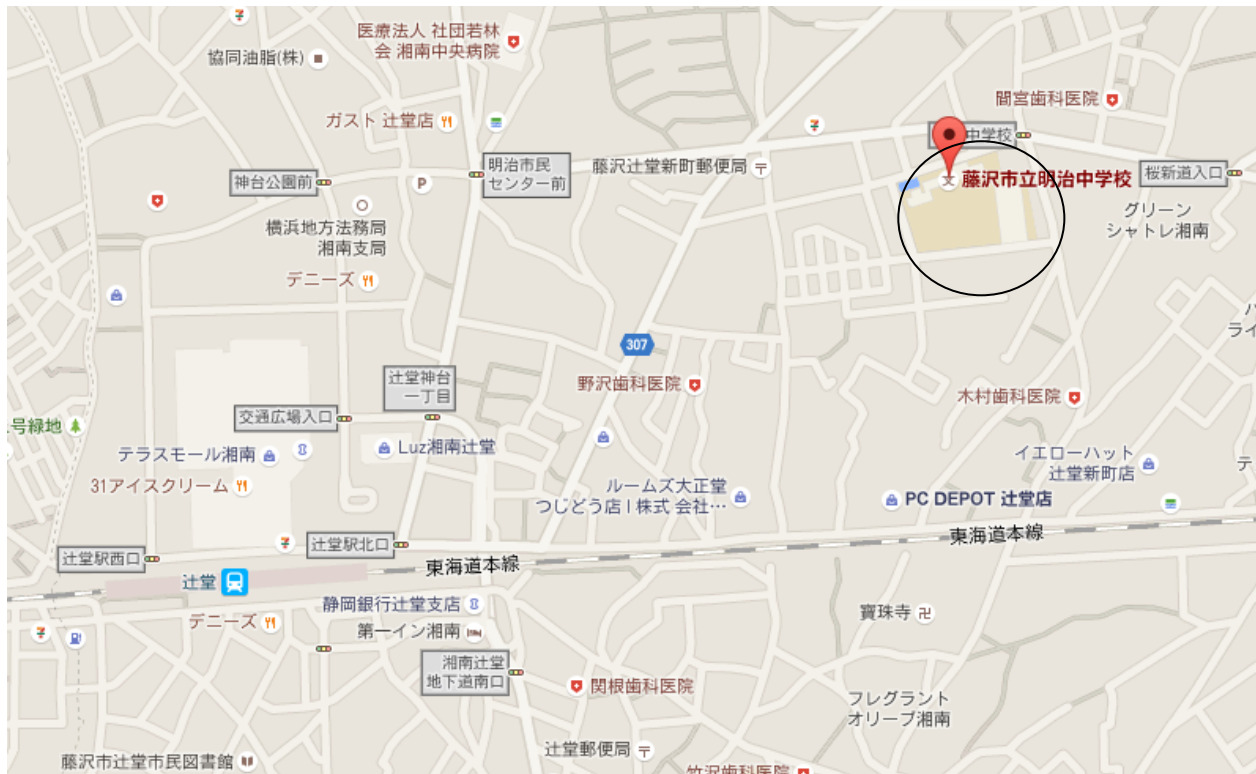 医療法人 社団若林
会 湘南中央病院
協同油脂(株)
間宮歯科医院
ガスト 辻堂店
中学校
明治市民
センター前
藤沢辻堂新町郵便局
神台公園前
P
藤沢市立明治中学校
桜新道入口
グリーン
シャトレ湘南
横浜地方法務局
湘南支局
デニーズ
307
ライ
辻堂神台
一丁目
野沢歯科医院
木村歯科医院
交通広場入口
号緑地
テラスモール湘南
Luz湘南辻堂
イエローハット
辻堂新町店
テ
31アイスクリーム
ルームズ大正堂
つじどう店 | 株式 会社…
PC DEPOT 辻堂店
東海道本線
辻堂駅北口
辻堂駅西口
東海道本線
辻堂
静岡銀行辻堂支店
デニーズ
第一イン湘南
寶珠寺
湘南辻堂
地下道南口
関根歯科医院
フレグラント
オリーブ湘南
辻堂郵便局
藤沢市辻堂市民図書館
竹沢歯科医院